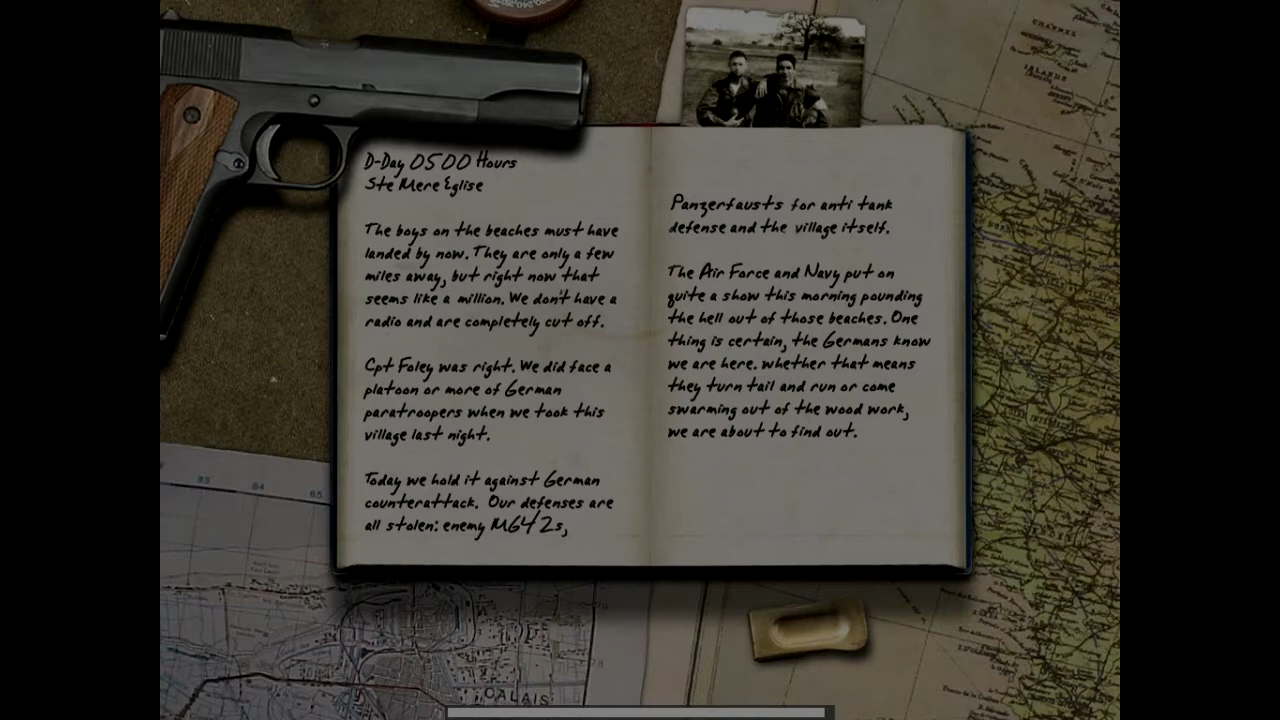 CHANNEL
ISLANDS
D-Day 0500 Hours
Ste Mere Eglise
The boys on the beaches must have
landed by now. They are only a few
miles away, but right now that
seems like a million. We don't have a
radio and are completely cut off.
Cpt Foley was right. We did face a
platoon or more of German
paratroopers when we took this
village last night.
Today we hold it against German
counterattack. Our defenses are
all stolen: enemy MG42s,
Panzerfausts for anti tank
defense and the village itself.
The Air Force and Navy put on
quite a show this morning pounding
the hell out of those beaches. One
thing is certain, the Germans know
we are here. whether that means
they turn tail and run or come
swarming out of the wood work,
we are about to find out.
83 84 85
CALAIS